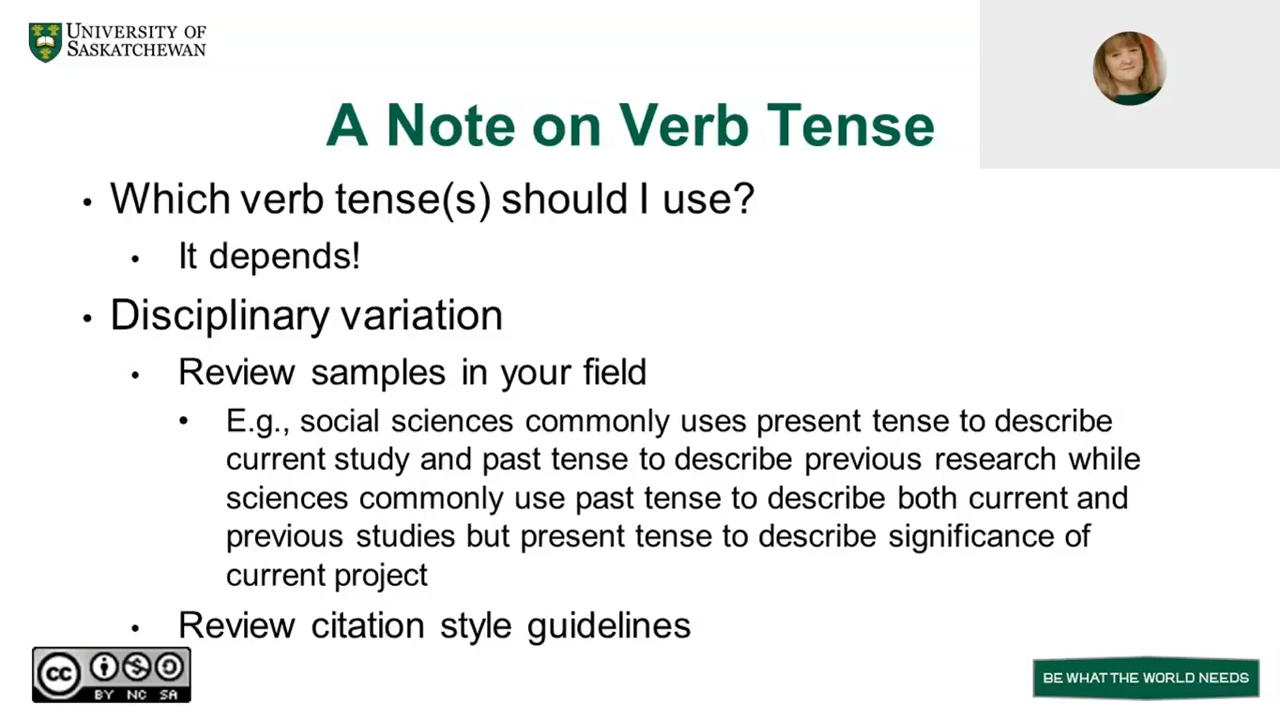 UNIVERSITY OF
SASKATCHEWAN
A Note on Verb Tense
• Which verb tense(s) should I use?
• It depends!
• Disciplinary variation
• Review samples in your field
• E.g., social sciences commonly uses present tense to describe
current study and past tense to describe previous research while
sciences commonly use past tense to describe both current and
previous studies but present tense to describe significance of
current project
• Review citation style guidelines
cc
BY NC SA
BE WHAT THE WORLD NEEDS